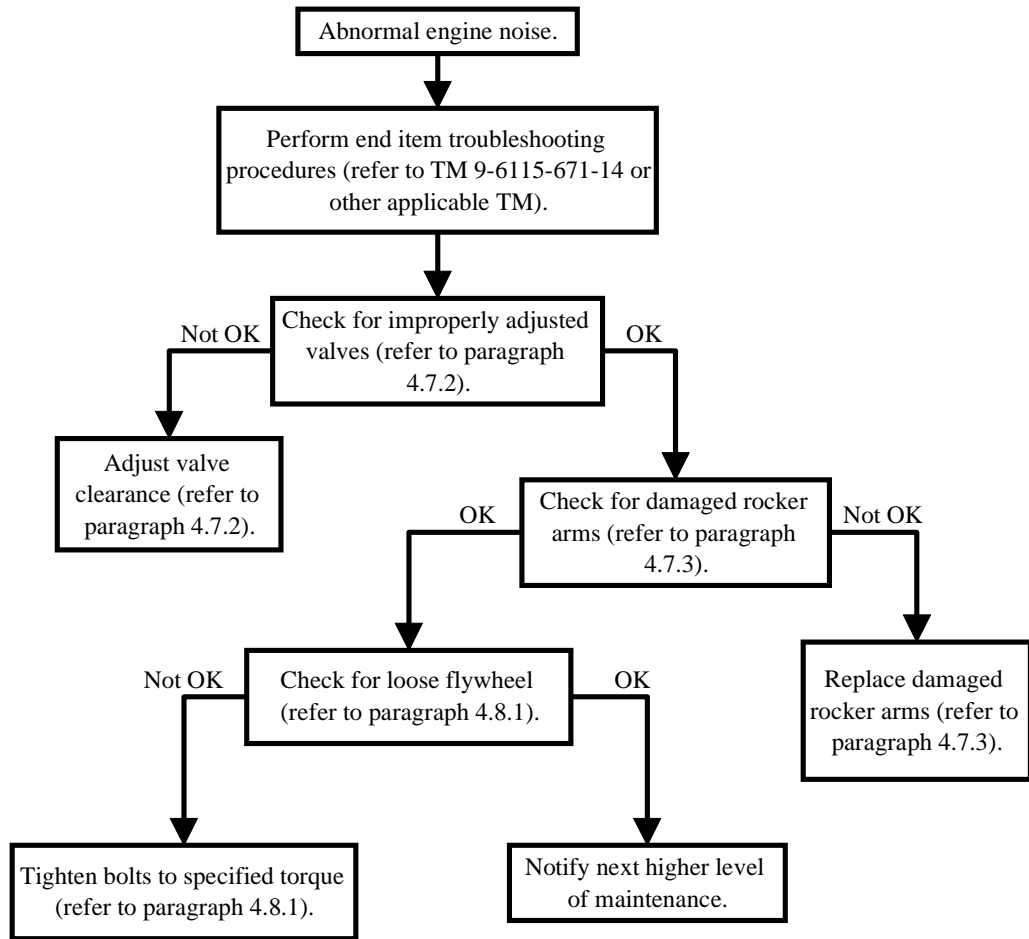 Abnormal engine noise.
Perform end item troubleshooting
procedures (refer to TM 9-6115-671-14 or
other applicable TM).
Not OK
Check for improperly adjusted
valves (refer to paragraph
4.7.2).
OK
Adjust valve
clearance (refer to
paragraph 4.7.2).
OK
Check for damaged rocker
arms (refer to paragraph
4.7.3).
Not OK
Not OK
Check for loose flywheel
(refer to paragraph 4.8.1).
OK
Replace damaged
rocker arms (refer to
paragraph 4.7.3).
Tighten bolts to specified torque
(refer to paragraph 4.8.1).
Notify next higher level
of maintenance.